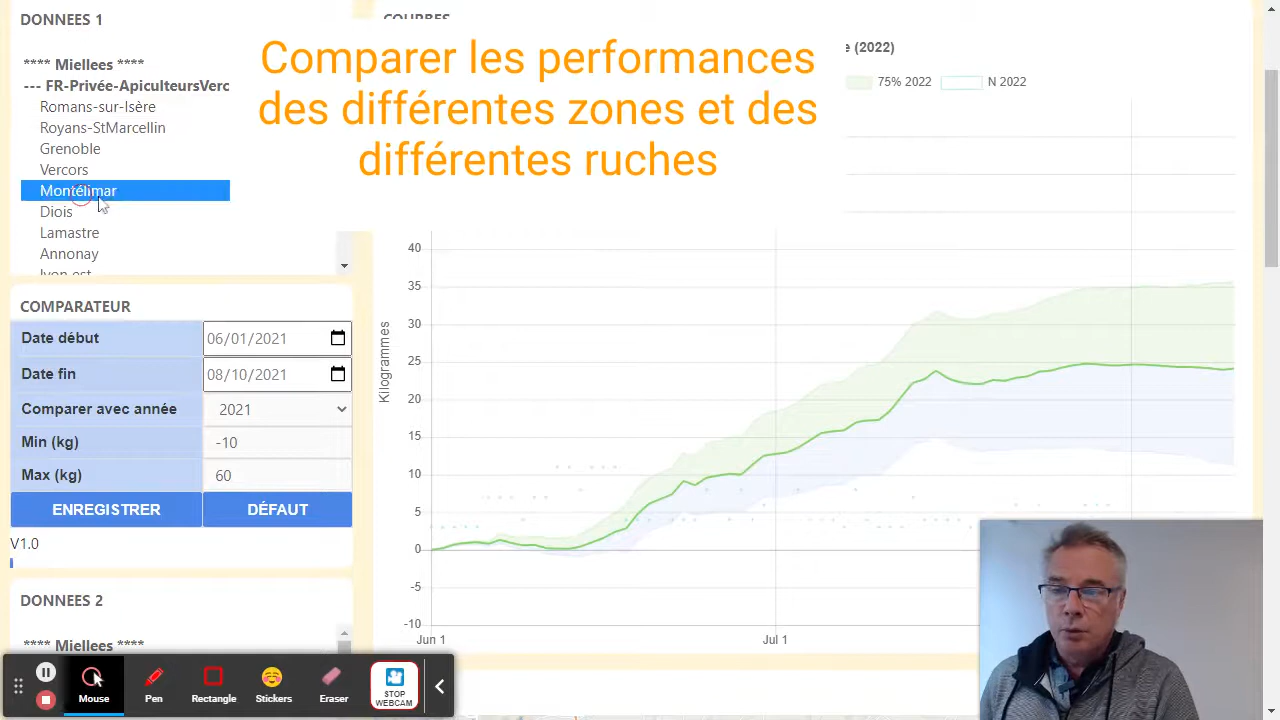 DONNEES 1
**** Miellees ****
--- FR-Privée-ApiculteursVerc
Romans-sur-Isère
Royans-StMarcellin
Grenoble
Vercors
Montélimar
Diois
Lamastre
Annonay
Lyon est
COMPARATEUR
Date début 06/01/2021
Date fin 08/10/2021
Comparer avec année 2021
Min (kg) -10
Max (kg) 60
ENREGISTRER DÉFAUT
V1.0
DONNEES 2
**** Miellees ****
COURBES
Comparer les performances
des différentes zones et des
différentes ruches
(2022)
75% 2022 N 2022
Kilogrammes
40
35
30
25
20
15
10
5
0
-5
-10
Jun 1 Jul 1
Mouse Pen Rectangle Stickers Eraser STOP
WEBCAM